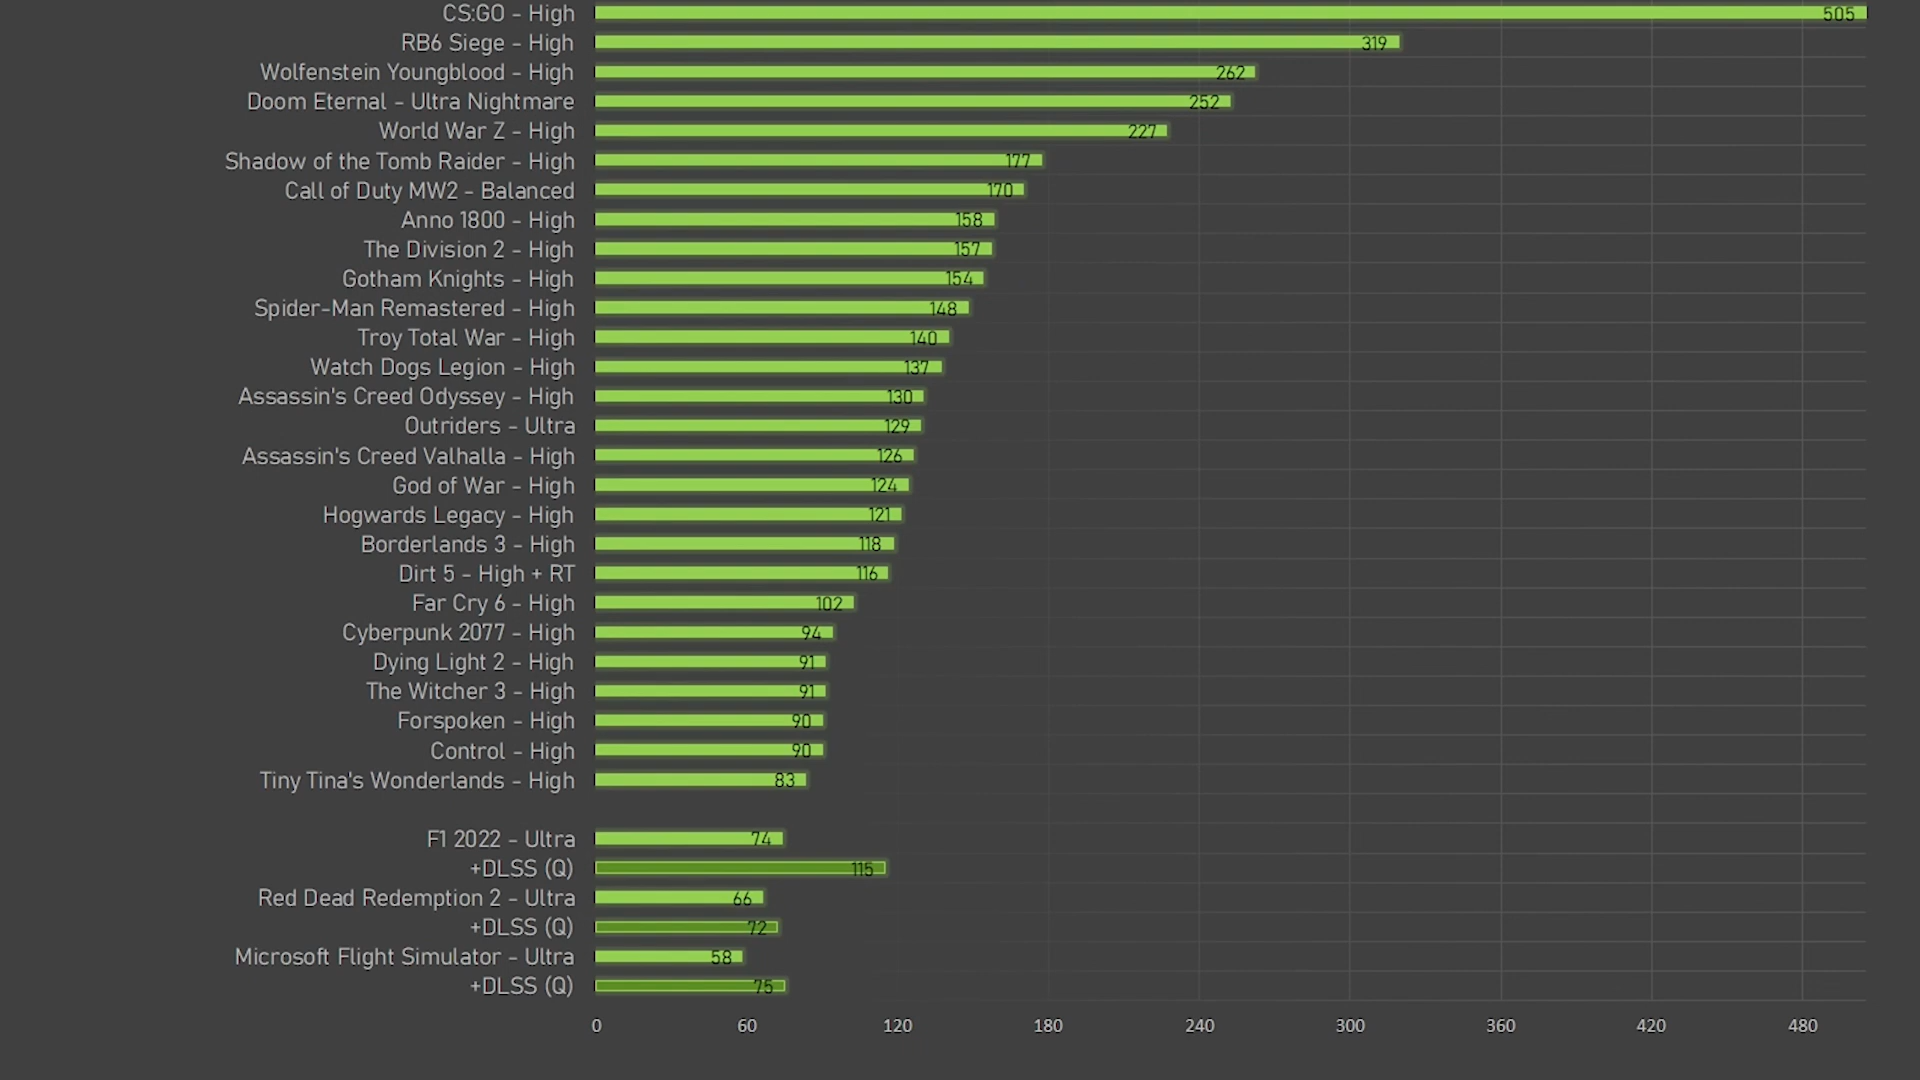 CS:GO - High 505
RB6 Siege - High 319
Wolfenstein Youngblood - High 262
Doom Eternal - Ultra Nightmare 252
World War Z - High 227
Shadow of the Tomb Raider - High 177
Call of Duty MW2 - Balanced 170
Anno 1800 - High 158
The Division 2 - High 157
Gotham Knights - High 154
Spider-Man Remastered - High 148
Troy Total War - High 140
Watch Dogs Legion - High 137
Assassin's Creed Odyssey - High 130
Outriders - Ultra 129
Assassin's Creed Valhalla - High 126
God of War - High 124
Hogwards Legacy - High 121
Borderlands 3 - High 118
Dirt 5 - High + RT 116
Far Cry 6 - High 102
Cyberpunk 2077 - High 94
Dying Light 2 - High 91
The Witcher 3 - High 91
Forspoken - High 90
Control - High 90
Tiny Tina's Wonderlands - High 83
F1 2022 - Ultra 74
+DLSS (Q) 115
Red Dead Redemption 2 - Ultra 66
+DLSS (Q) 72
Microsoft Flight Simulator - Ultra 58
+DLSS (Q) 75
0 60 120 180 240 300 360 420 480